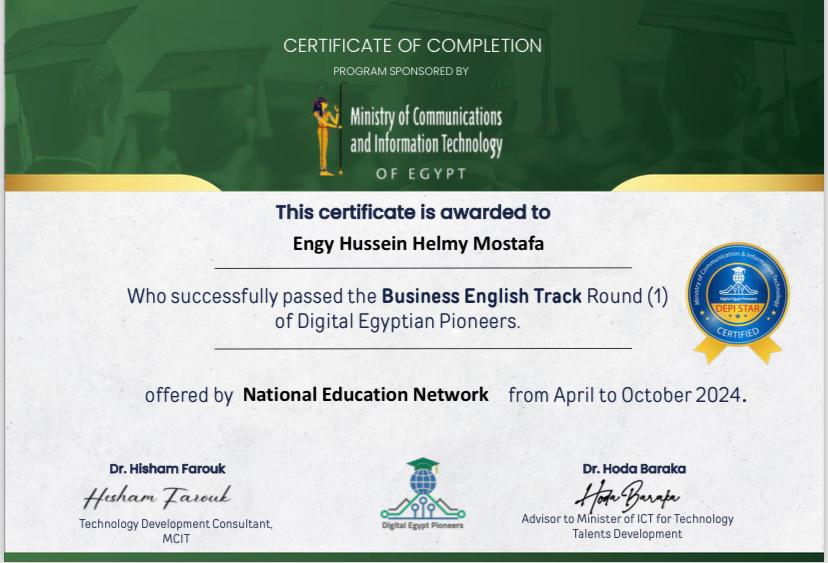 CERTIFICATE OF COMPLETION
PROGRAM SPONSORED BY
Ministry of Communications
and Information Technology
OF EGYPT
This certificate is awarded to
Engy Hussein Helmy Mostafa
Who successfully passed the Business English Track Round (1)
of Digital Egyptian Pioneers.
Ministry of Communication & Information Technology
Digital Egypt Pioneers
DEPI STAR
CERTIFIED
offered by National Education Network from April to October 2024.
Dr. Hisham Farouk
Hesham Farouk
Technology Development Consultant,
MCIT
Digital Egypt Pioneers
Dr. Hoda Baraka
Hoda Baraka
Advisor to Minister of ICT for Technology
Talents Development